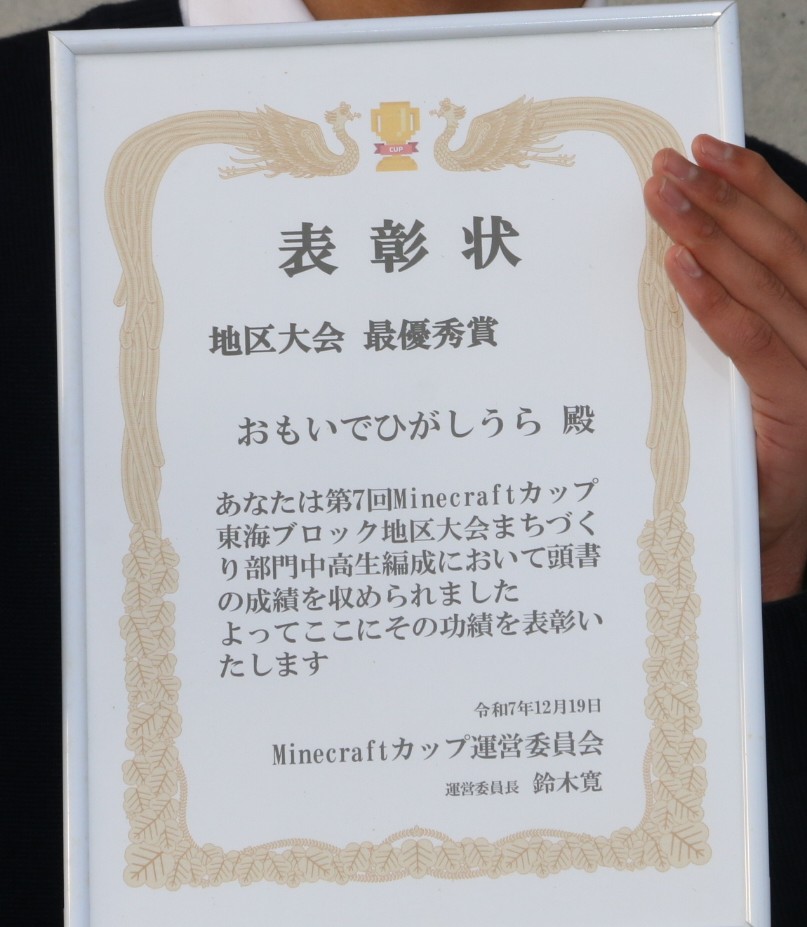 CUP
表彰状
地区大会 最優秀賞
おもいでひがしうら 殿
あなたは第7回Minecraftカップ
東海ブロック地区大会まちづく
り部門中高生編成において頭書
の成績を収められました
よってここにその功績を表彰い
たします
令和7年12月19日
Minecraftカップ運営委員会
運営委員長 鈴木寛